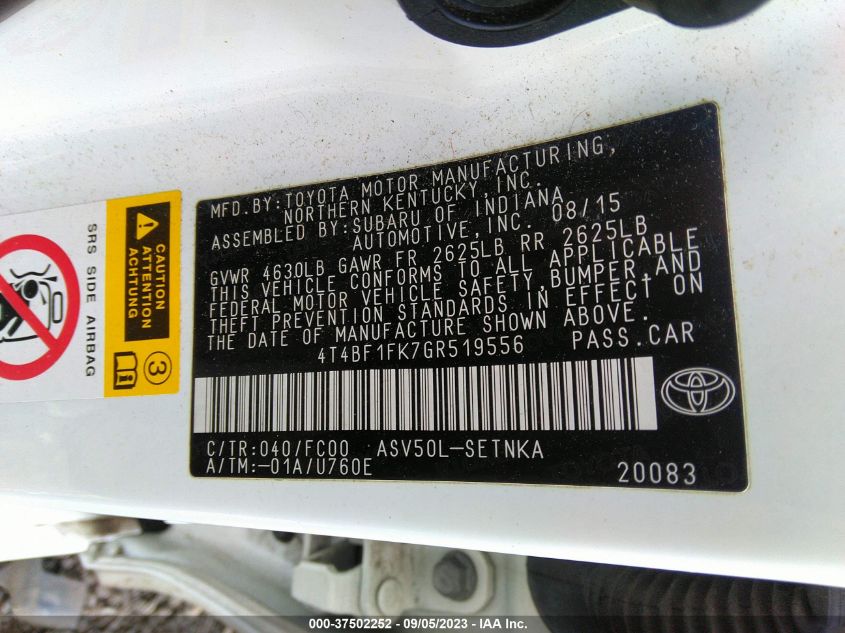 MFD.BY:TOYOTA MOTOR MANUFACTURING,
NORTHERN KENTUCKY,INC.
ASSEMBLED BY:SUBARU OF INDIANA
AUTOMOTIVE,INC. 08/15
GVWR 4630LB GAWR FR 2625LB RR 2625LB
THIS VEHICLE CONFORMS TO ALL APPLICABLE
FEDERAL MOTOR VEHICLE SAFETY,BUMPER,AND
THEFT PREVENTION STANDARDS IN EFFECT ON
THE DATE OF MANUFACTURE SHOWN ABOVE.
4T4BF1FK7GR519556 PASS.CAR
C/TR:040/FC00 ASV50L-SETNKA
A/TM:-01A/U760E 20083
SRS SIDE AIRBAG
CAUTION
ATTENTION
ACHTUNG
3
000-37502252 - 09/05/2023 - IAA Inc.